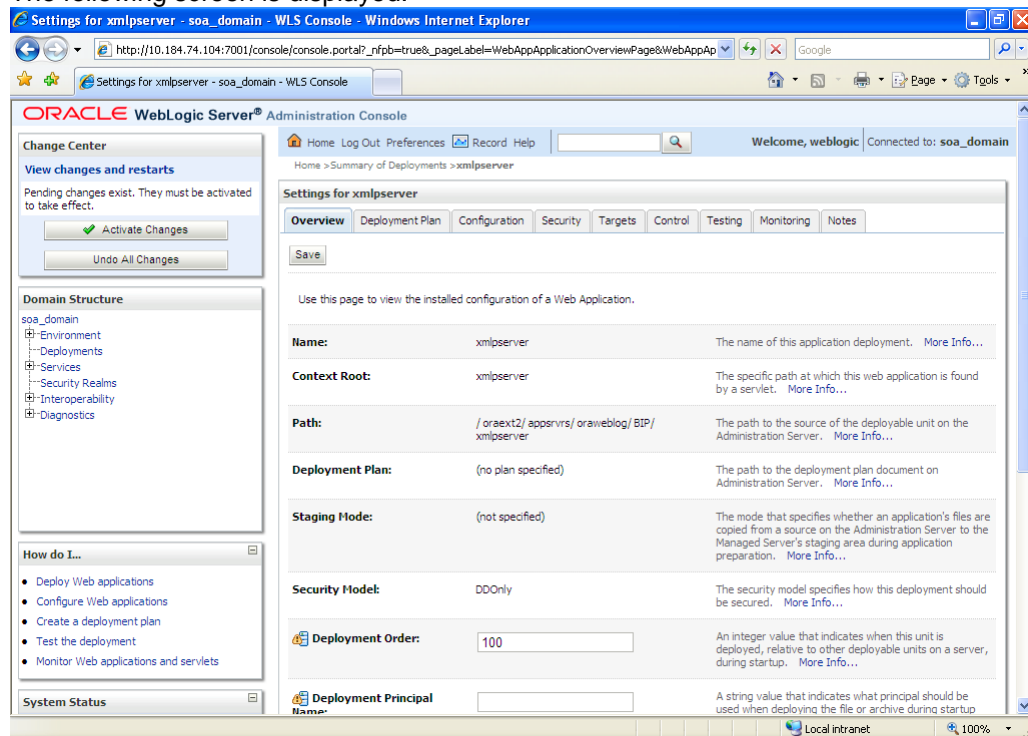 The following screen is displayed:
Settings for xmlpserver - soa_domain - WLS Console - Windows Internet Explorer
http://10.184.74.104:7001/console/console.portal?_nfpb=true&_pageLabel=WebAppApplicationOverviewPage&WebAppAp
Google
Settings for xmlpserver - soa_domain - WLS Console
Page
Tools
ORACLE WebLogic Server® Administration Console
Change Center
View changes and restarts
Pending changes exist. They must be activated
to take effect.
Activate Changes
Undo All Changes
Domain Structure
soa_domain
Environment
Deployments
Services
Security Realms
Interoperability
Diagnostics
How do I...
Deploy Web applications
Configure Web applications
Create a deployment plan
Test the deployment
Monitor Web applications and servlets
System Status
Home Log Out Preferences Record Help
Welcome, weblogic Connected to: soa_domain
Home >Summary of Deployments >xmlpserver
Settings for xmlpserver
Overview Deployment Plan Configuration Security Targets Control Testing Monitoring Notes
Save
Use this page to view the installed configuration of a Web Application.
Name: xmlpserver The name of this application deployment. More Info...
Context Root: xmlpserver The specific path at which this web application is found
by a servlet. More Info...
Path: / oraext2/ appsrvrs/ oraweblog/ BIP/ The path to the source of the deployable unit on the
xmlpserver Administration Server. More Info...
Deployment Plan: (no plan specified) The path to the deployment plan document on
Administration Server. More Info...
Staging Mode: (not specified) The mode that specifies whether an application's files are
copied from a source on the Administration Server to the
Managed Server's staging area during application
preparation. More Info...
Security Model: DDOnly The security model specifies how this deployment should
be secured. More Info...
Deployment Order: 100 An integer value that indicates when this unit is
deployed, relative to other deployable units on a server,
during startup. More Info...
Deployment Principal A string value that indicates what principal should be
Name: used when deploying the file or archive during startup
Local intranet
100%